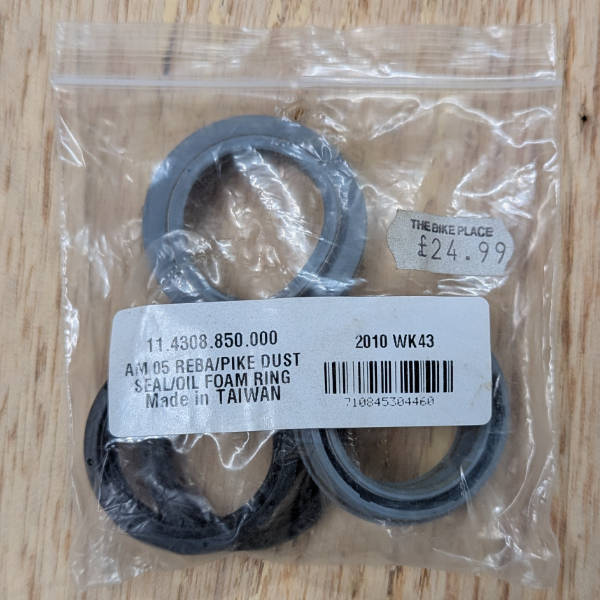 THE BIKE PLACE
£24.99
11.4308.850.000
AM 05 REBA/PIKE DUST
SEAL/OIL FOAM RING
Made in TAIWAN
2010 WK43
710845304460